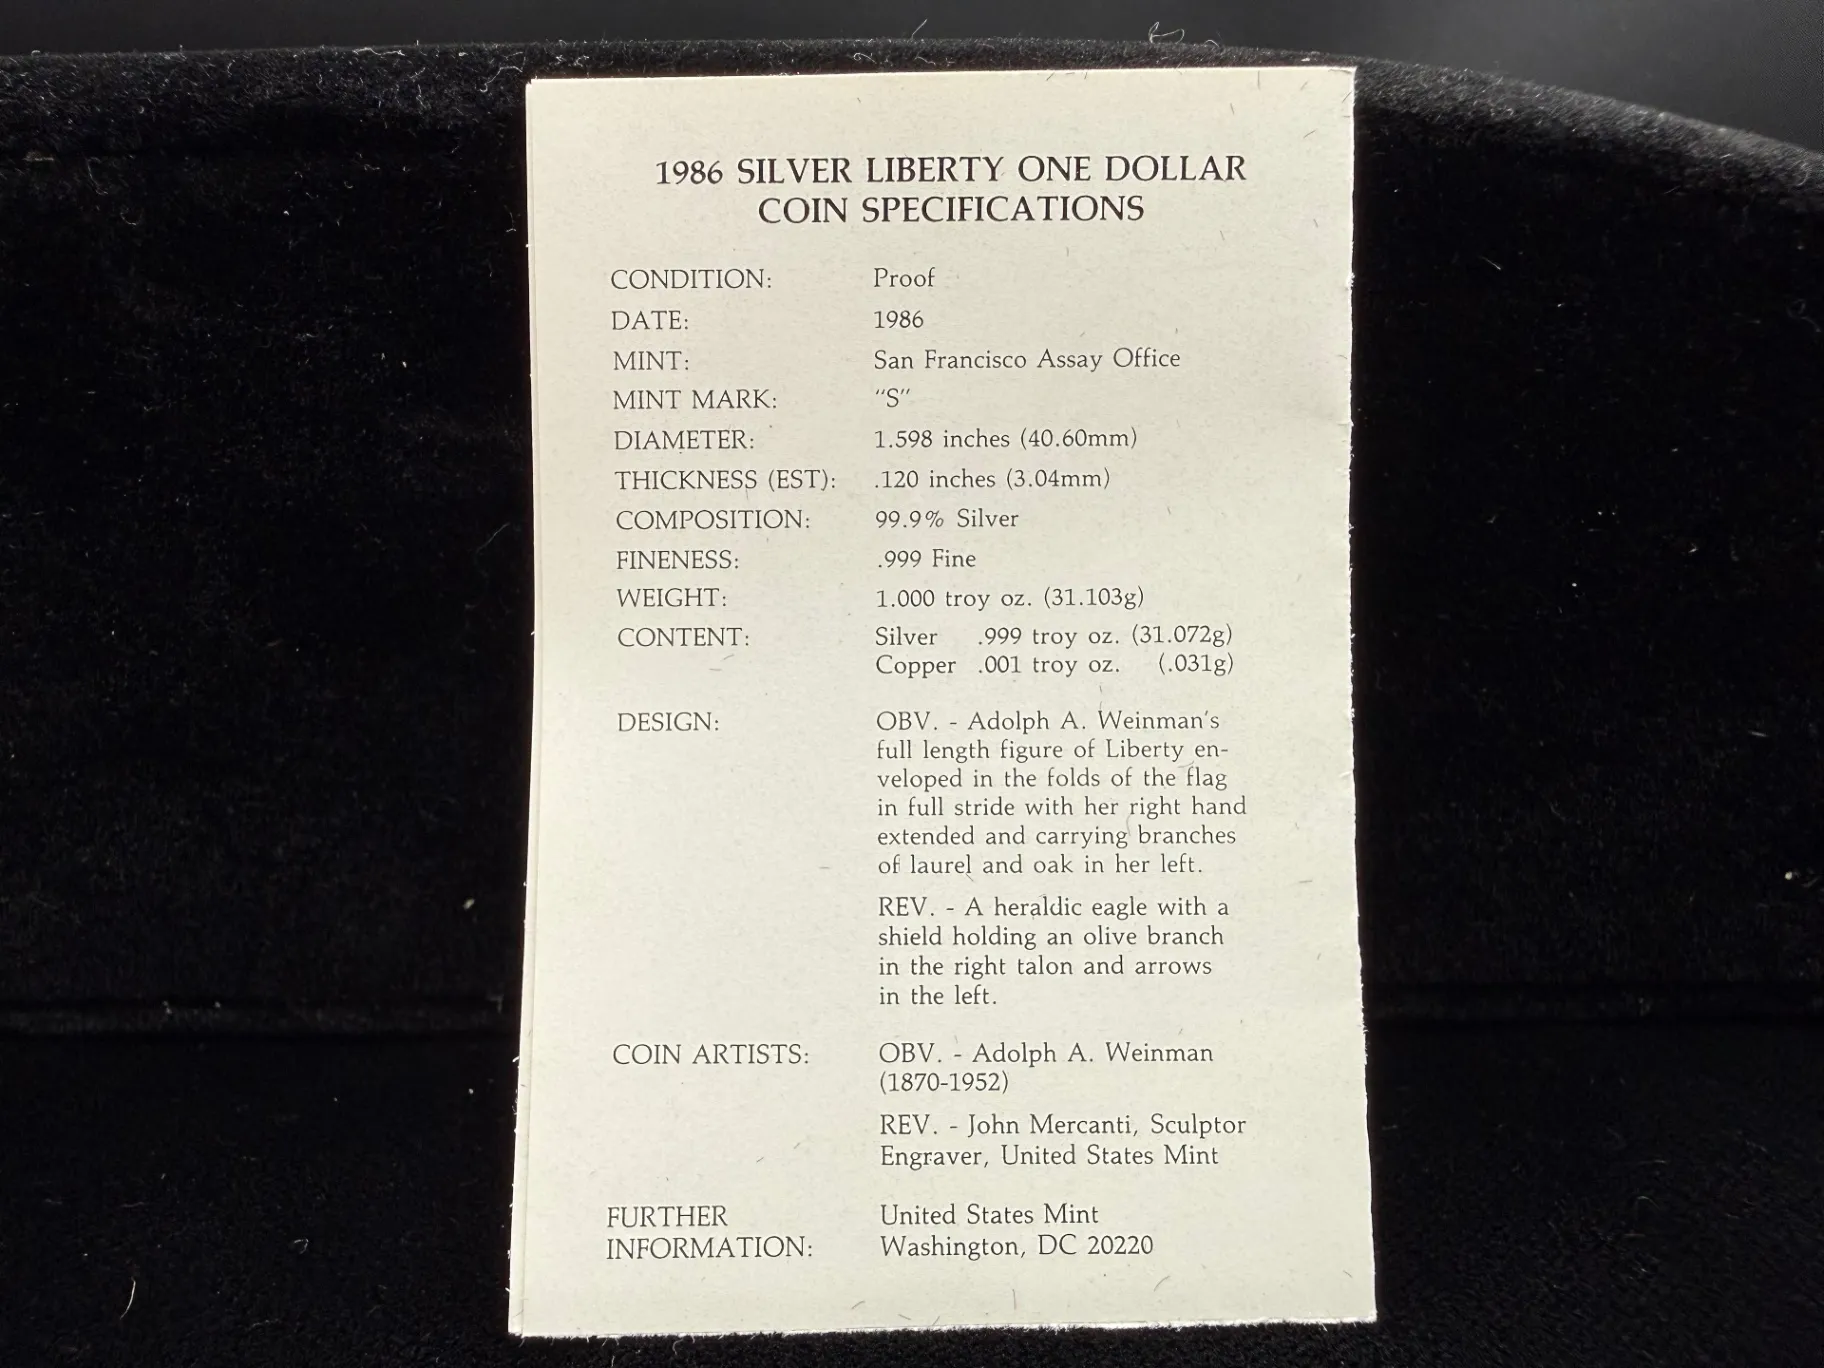 1986 SILVER LIBERTY ONE DOLLAR
COIN SPECIFICATIONS
CONDITION: Proof
DATE: 1986
MINT: San Francisco Assay Office
MINT MARK: "S"
DIAMETER: 1.598 inches (40.60mm)
THICKNESS (EST): .120 inches (3.04mm)
COMPOSITION: 99.9% Silver
FINENESS: .999 Fine
WEIGHT: 1.000 troy oz. (31.103g)
CONTENT: Silver .999 troy oz. (31.072g)
Copper .001 troy oz. (.031g)
DESIGN: OBV. - Adolph A. Weinman's
full length figure of Liberty en-
veloped in the folds of the flag
in full stride with her right hand
extended and carrying branches
of laurel and oak in her left.
REV. - A heraldic eagle with a
shield holding an olive branch
in the right talon and arrows
in the left.
COIN ARTISTS: OBV. - Adolph A. Weinman
(1870-1952)
REV. - John Mercanti, Sculptor
Engraver, United States Mint
FURTHER United States Mint
INFORMATION: Washington, DC 20220